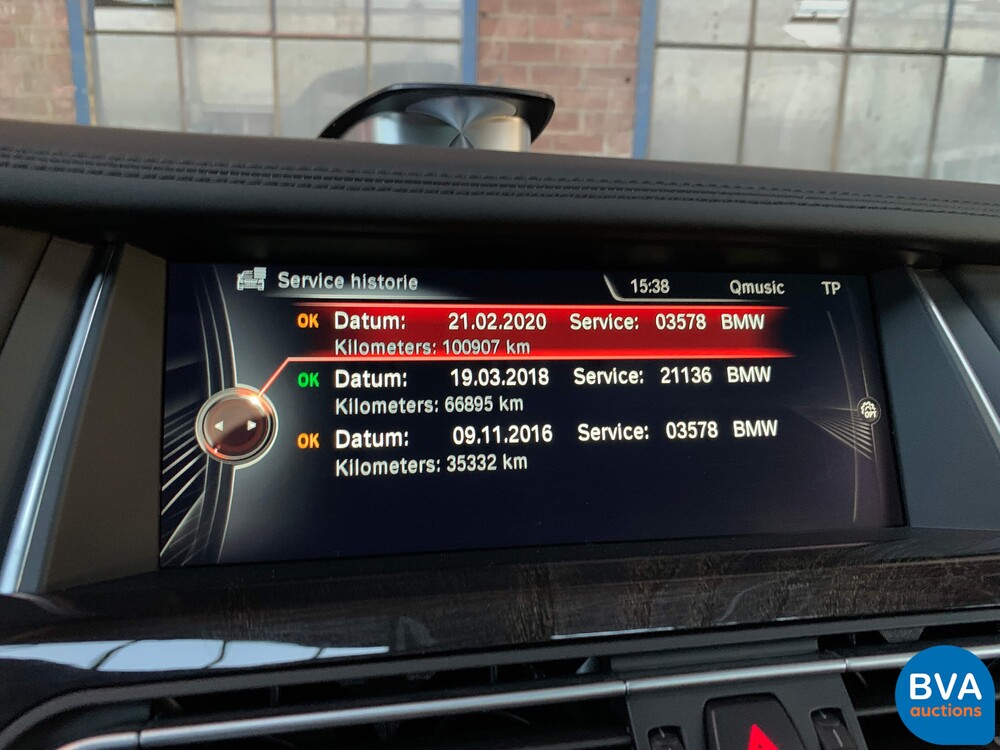 Service historie 15:38 Qmusic TP
OK Datum: 21.02.2020 Service: 03578 BMW
Kilometers: 100907 km
OK Datum: 19.03.2018 Service: 21136 BMW
Kilometers: 66895 km
OPT
OK Datum: 09.11.2016 Service: 03578 BMW
Kilometers: 35332 km
BVA
auctions